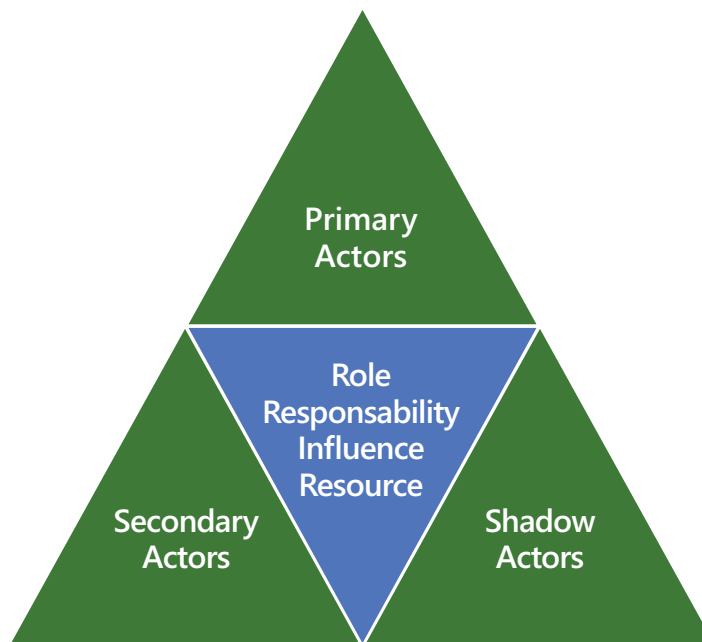 Primary
Actors
Role
Responsability
Influence
Resource
Secondary
Actors
Shadow
Actors